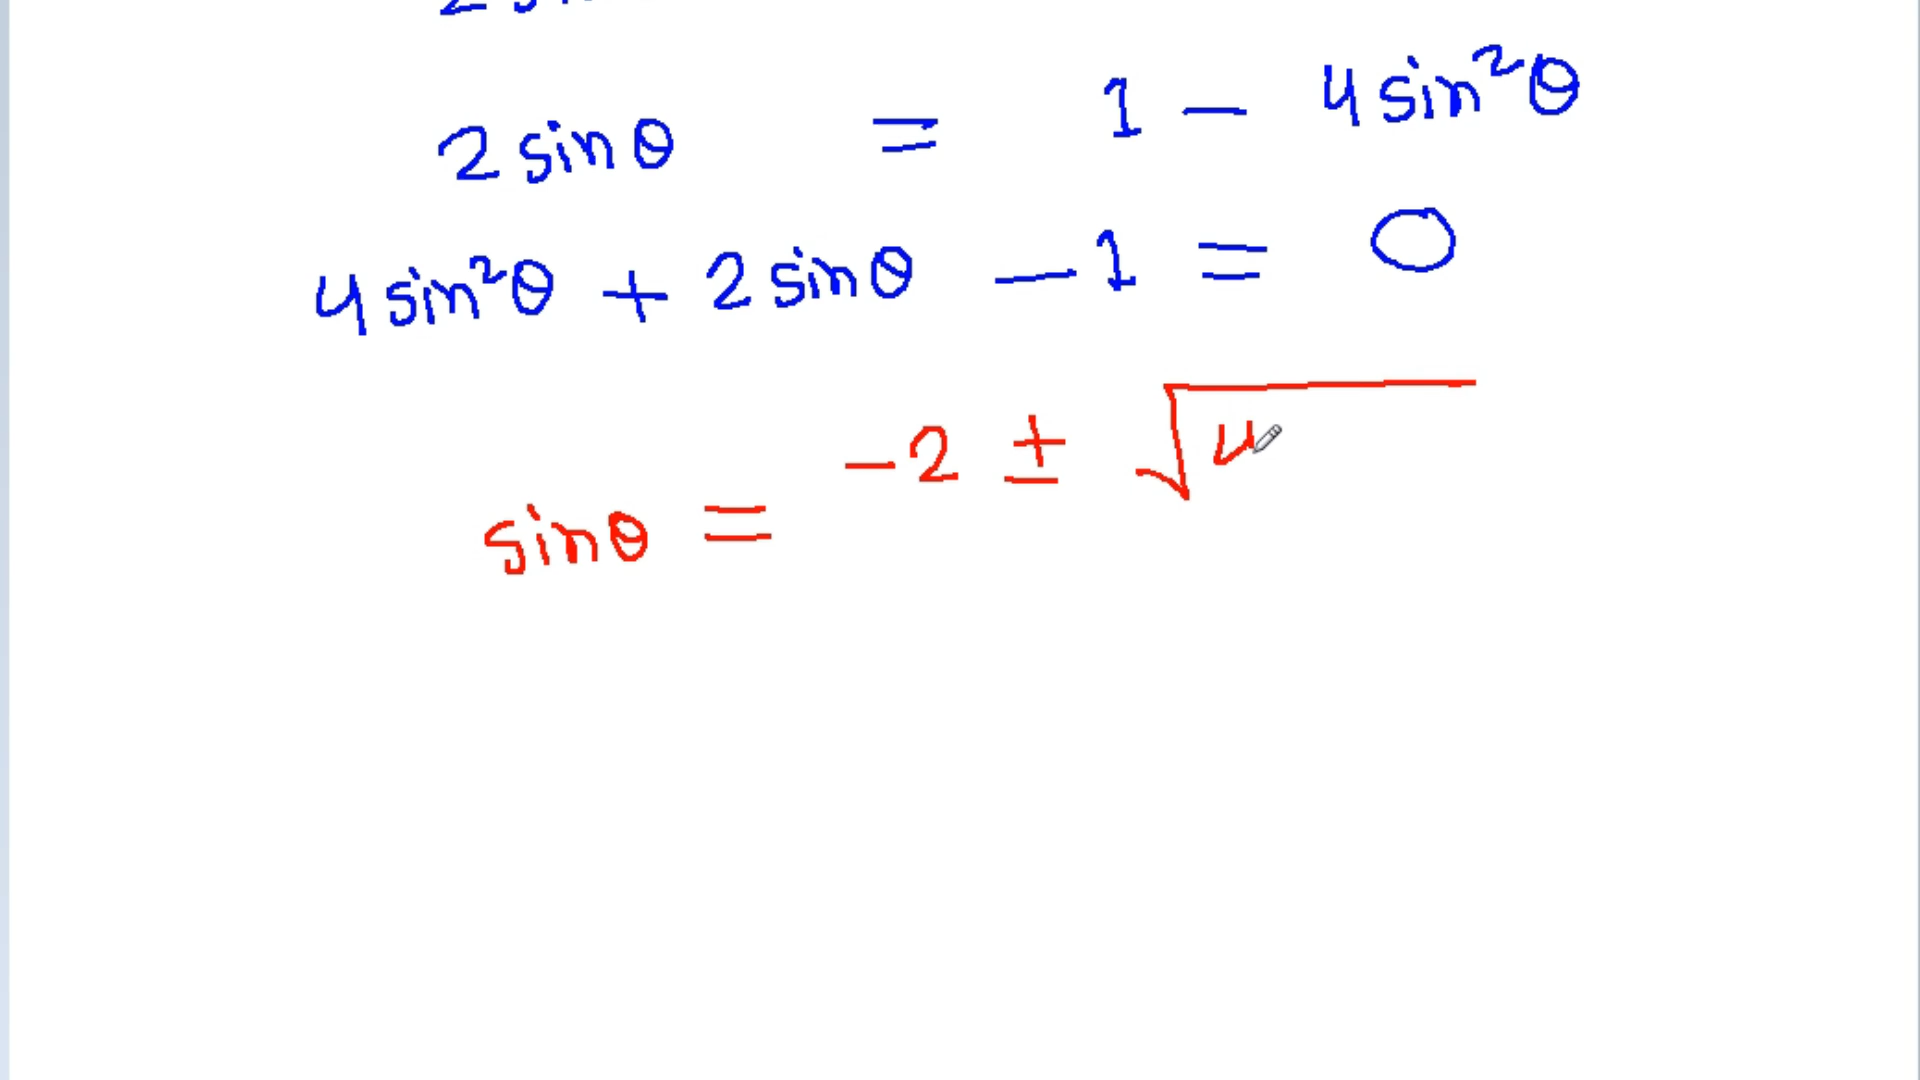 2 sinθ = 1 - 4 sin²θ
4 sin²θ + 2 sinθ - 1 = 0
sinθ = -2 ± √4